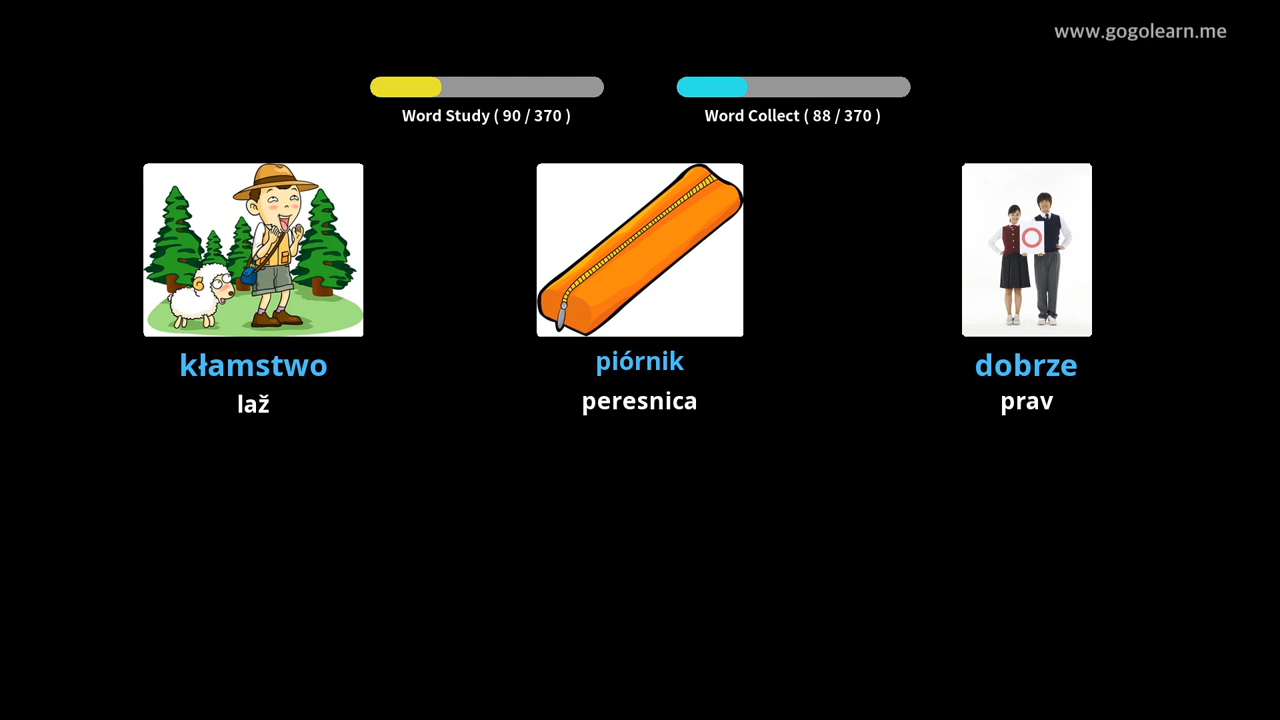 www.gogolearn.me
Word Study ( 90 / 370 )
Word Collect ( 88 / 370 )
kłamstwo
laž
piórnik
peresnica
dobrze
prav